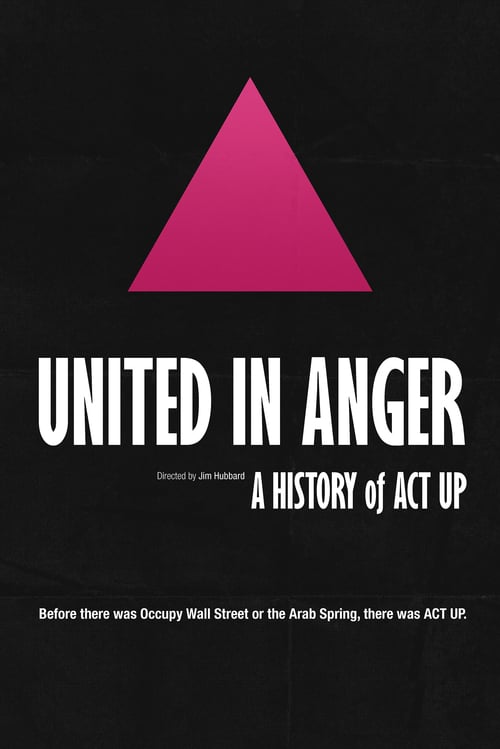 UNITED IN ANGER
Directed by Jim Hubbard
A HISTORY of ACT UP
Before there was Occupy Wall Street or the Arab Spring, there was ACT UP.